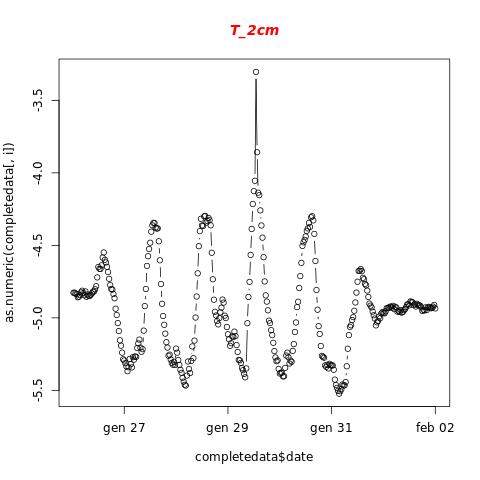 T_2cm
as.numeric(completedata[, i])
-3.5
-4.0
-4.5
-5.0
-5.5
gen 27
gen 29
gen 31
feb 02
completedata$date